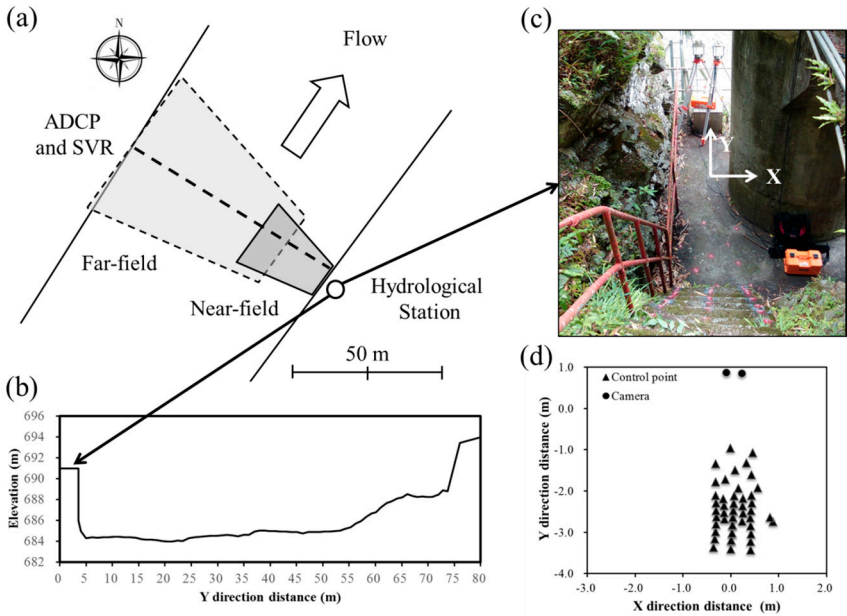 (a)
N
Flow
ADCP
and SVR
Far-field
Near-field
Hydrological
Station
50 m
(b)
696
694
692
690
688
686
684
682
Elevation (m)
0 5 10 15 20 25 30 35 40 45 50 55 60 65 70 75 80
Y direction distance (m)
(c)
Y
X
(d)
1.0
0.0
-1.0
-2.0
-3.0
-4.0
Y direction distance (m)
Control point
Camera
-3.0 -2.0 -1.0 0.0 1.0 2.0
X direction distance (m)